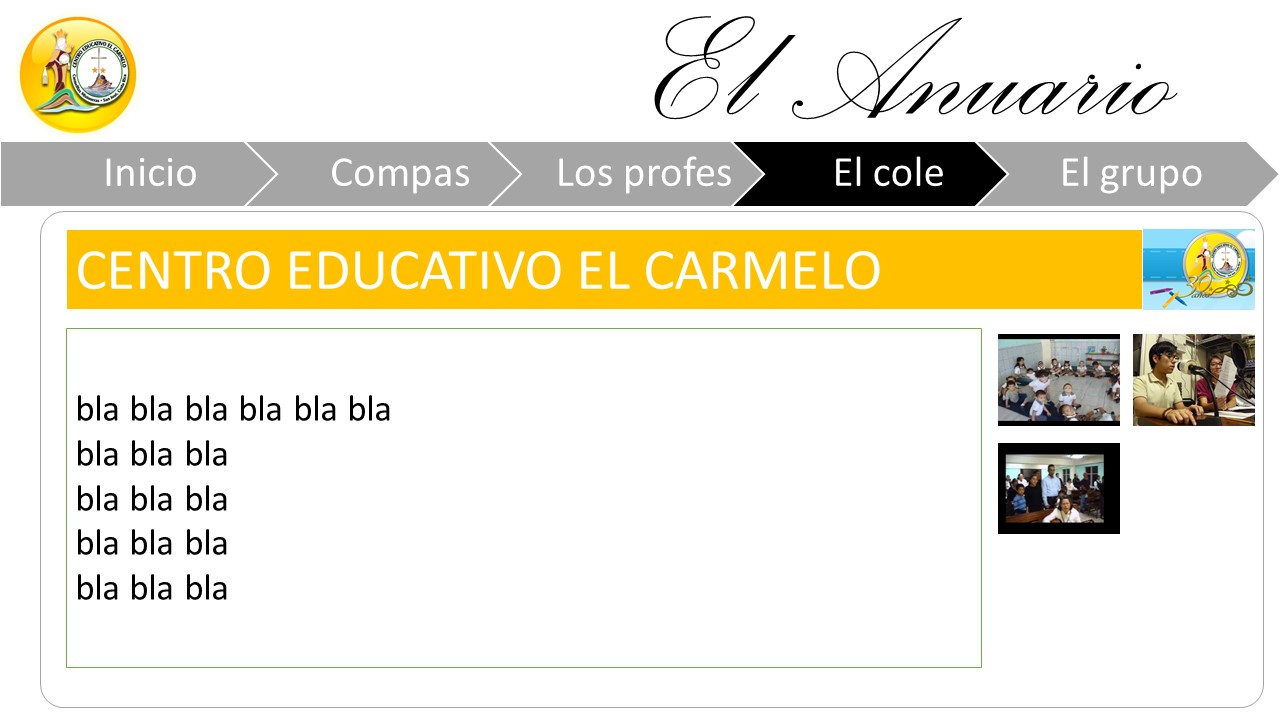 El Anuario
Inicio
Compas
Los profes
El cole
El grupo
CENTRO EDUCATIVO EL CARMELO
bla bla bla bla bla bla
bla bla bla
bla bla bla
bla bla bla
bla bla bla